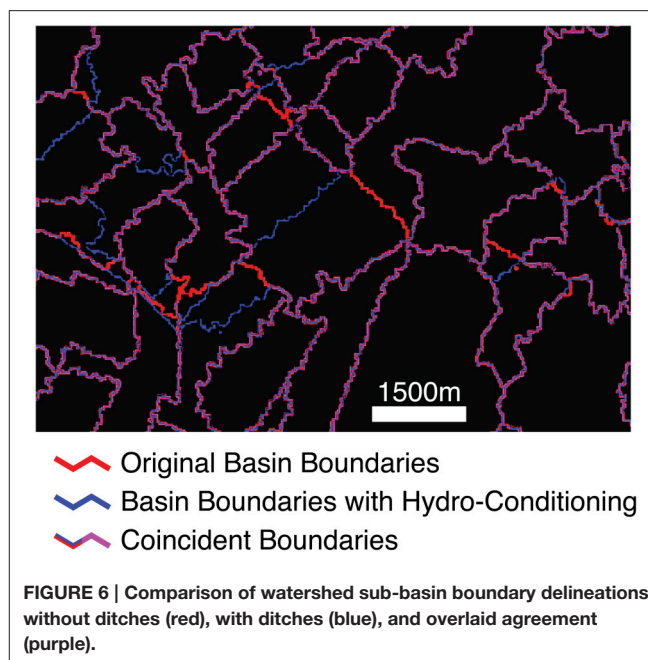 1500m
Original Basin Boundaries
Basin Boundaries with Hydro-Conditioning
Coincident Boundaries
FIGURE 6 | Comparison of watershed sub-basin boundary delineations
without ditches (red), with ditches (blue), and overlaid agreement
(purple).